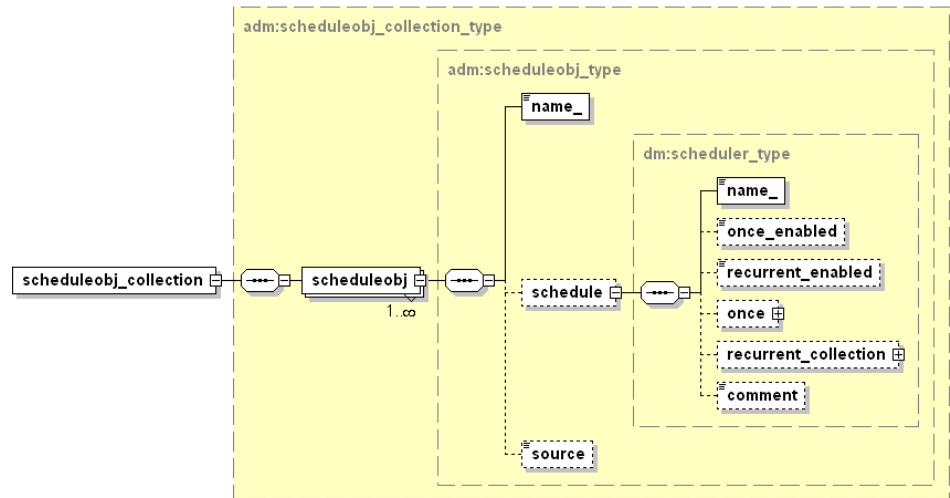 adm:scheduleobj_collection_type
adm:scheduleobj_type
name_
dm:scheduler_type
name_
once_enabled
scheduleobj_collection
scheduleobj
schedule
recurrent_enabled
1..∞
once
recurrent_collection
comment
source